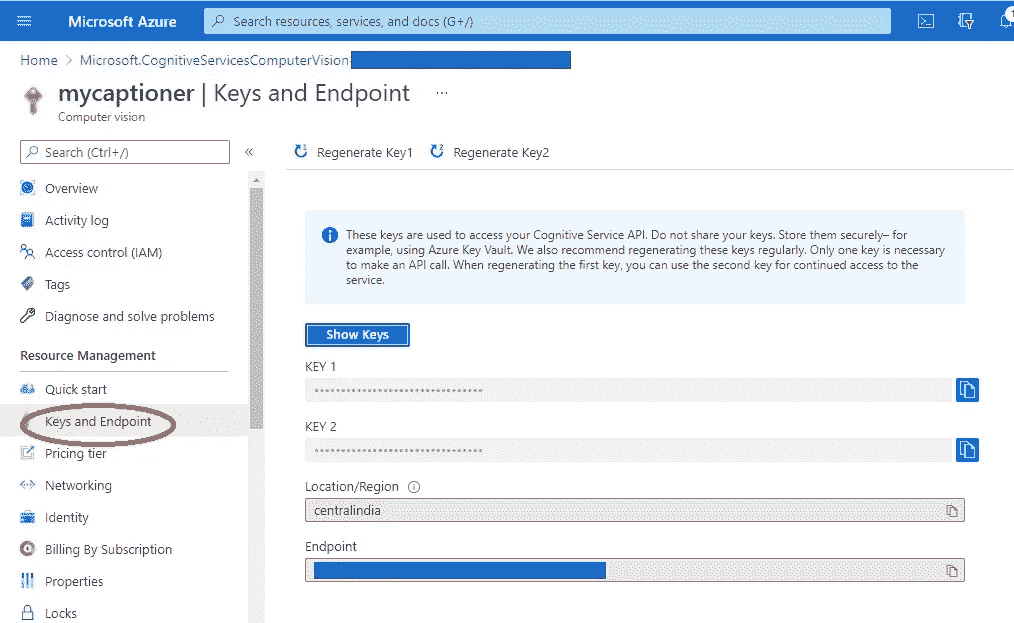 Microsoft Azure
Search resources, services, and docs (G+/)
1
Home > Microsoft.CognitiveServicesComputerVision-
mycaptioner | Keys and Endpoint ...
Computer vision
Search (Ctrl+/)
«
Regenerate Key1
Regenerate Key2
Overview
Activity log
Access control (IAM)
Tags
Diagnose and solve problems
Resource Management
Quick start
Keys and Endpoint
Pricing tier
Networking
Identity
Billing By Subscription
Properties
Locks
These keys are used to access your Cognitive Service API. Do not share your keys. Store them securely– for
example, using Azure Key Vault. We also recommend regenerating these keys regularly. Only one key is necessary
to make an API call. When regenerating the first key, you can use the second key for continued access to the
service.
Show Keys
KEY 1
••••••••••••••••••••••••••••••••
KEY 2
••••••••••••••••••••••••••••••••
Location/Region
centralindia
Endpoint